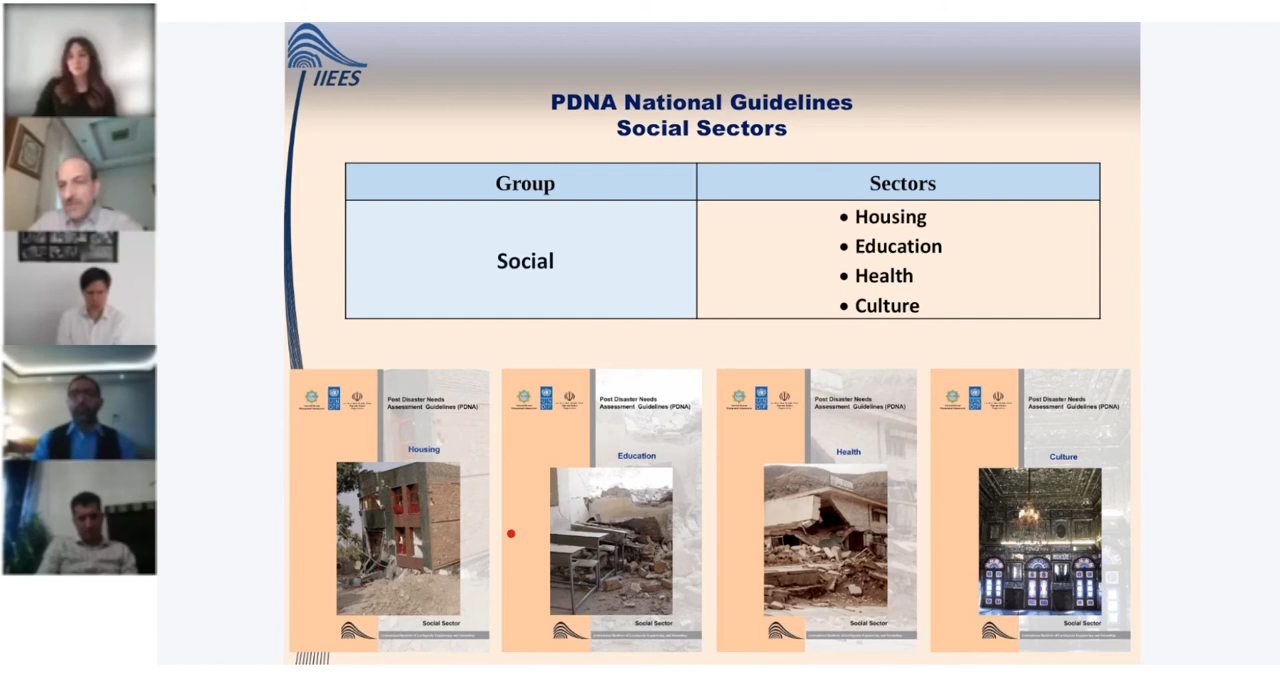 IIEES
PDNA National Guidelines
Social Sectors
Group
Sectors
Social
• Housing
• Education
• Health
• Culture
Post Disaster Needs
Assessment Guidelines (PDNA)
Housing
Social Sector
Post Disaster Needs
Assessment Guidelines (PDNA)
Education
Social Sector
Post Disaster Needs
Assessment Guidelines (PDNA)
Health
Social Sector
Post Disaster Needs
Assessment Guidelines (PDNA)
Culture
Social Sector